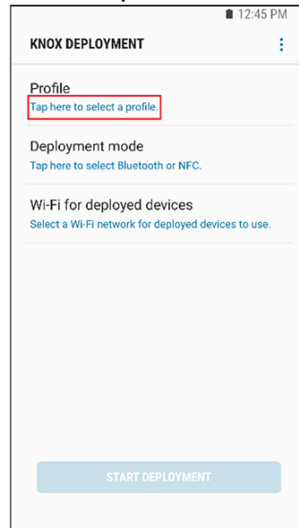 12:45 PM
KNOX DEPLOYMENT
Profile
Tap here to select a profile.
Deployment mode
Tap here to select Bluetooth or NFC.
Wi-Fi for deployed devices
Select a Wi-Fi network for deployed devices to use.
START DEPLOYMENT